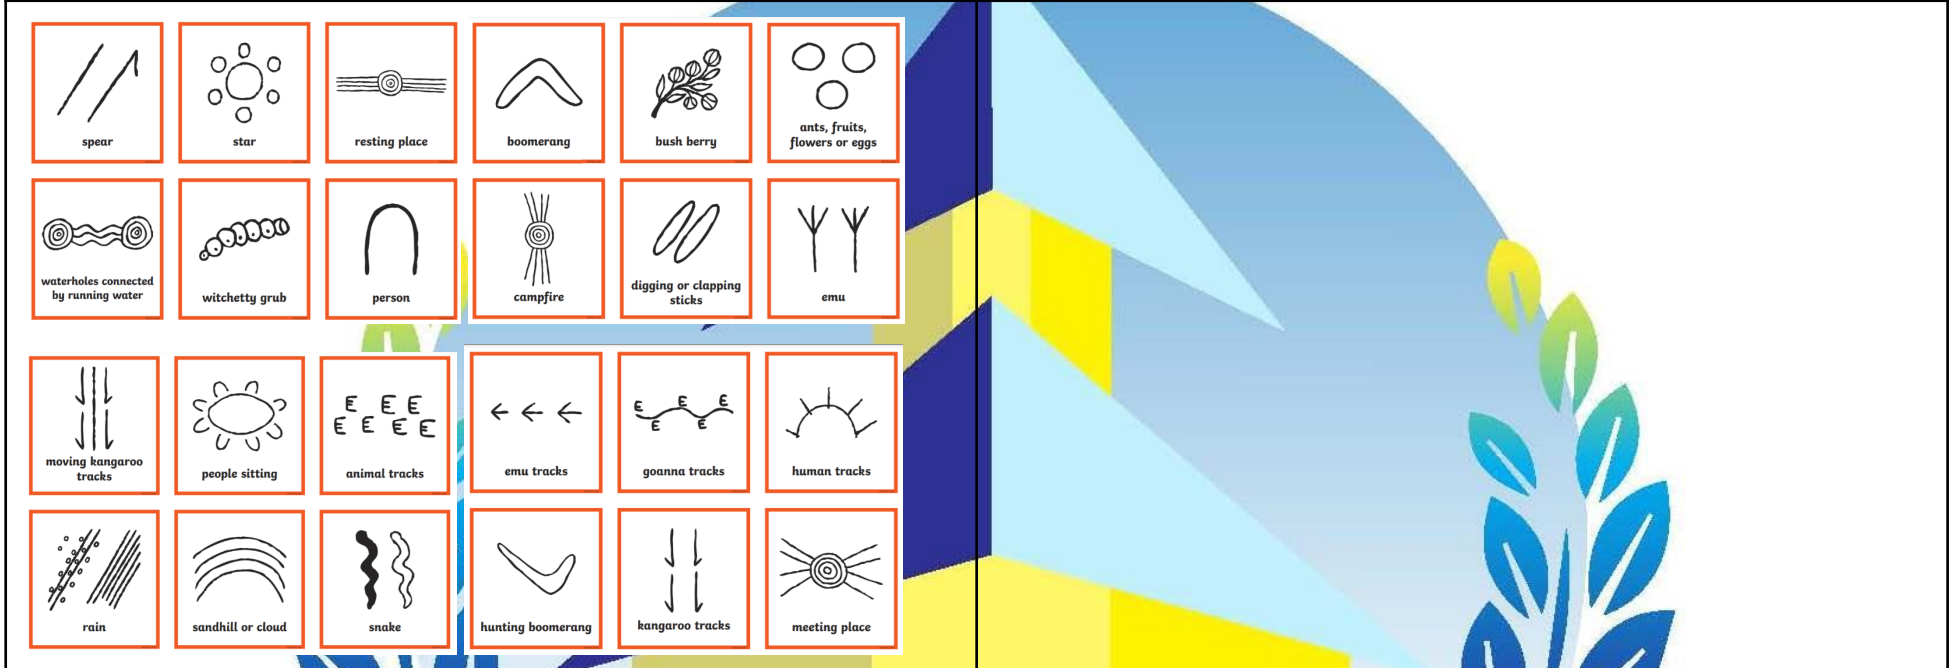 spear
star
resting place
boomerang
bush berry
ants, fruits,
flowers or eggs
waterholes connected
by running water
witchetty grub
person
campfire
digging or clapping
sticks
emu
moving kangaroo
tracks
people sitting
animal tracks
emu tracks
goanna tracks
human tracks
rain
sandhill or cloud
snake
hunting boomerang
kangaroo tracks
meeting place